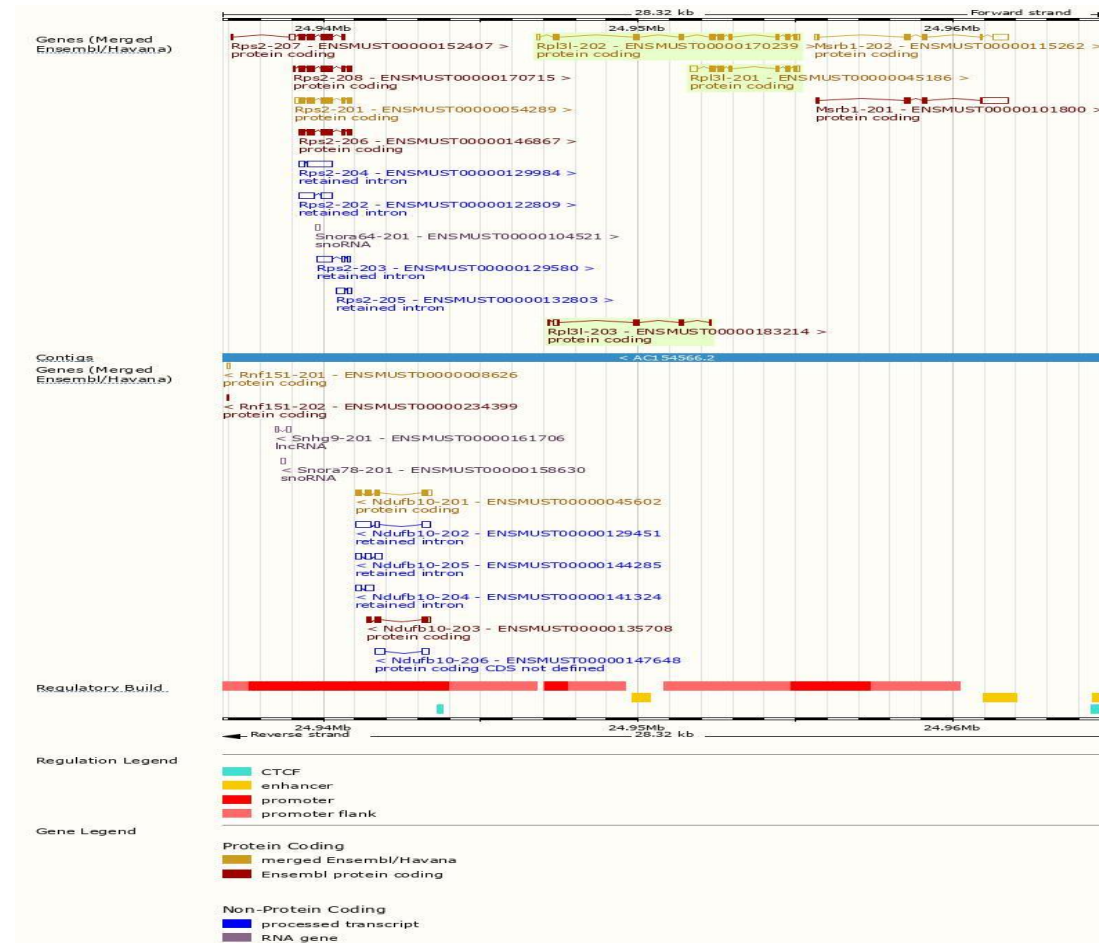 28.32 kb Forward strand
24.94Mb 24.95Mb 24.96Mb
Genes (Merged
Ensembl/Havana)
Rps2-207 - ENSMUST00000152407 >
protein coding
Rpl3l-202 - ENSMUST00000170239 >
protein coding
Msrb1-202 - ENSMUST00000115262 >
protein coding
Rps2-208 - ENSMUST00000170715 >
protein coding
Rpl3l-201 - ENSMUST00000045186 >
protein coding
Rps2-201 - ENSMUST00000054289 >
protein coding
Msrb1-201 - ENSMUST00000101800 >
protein coding
Rps2-206 - ENSMUST00000146867 >
protein coding
Rps2-204 - ENSMUST00000129984 >
retained intron
Rps2-202 - ENSMUST00000122809 >
retained intron
Snora64-201 - ENSMUST00000104521 >
snoRNA
Rps2-203 - ENSMUST00000129580 >
retained intron
Rps2-205 - ENSMUST00000132803 >
retained intron
Rpl3l-203 - ENSMUST00000183214 >
protein coding
Contigs
< AC154566.2
Genes (Merged
Ensembl/Havana)
< Rnf151-201 - ENSMUST00000008626
protein coding
< Rnf151-202 - ENSMUST00000234399
protein coding
< Snhg9-201 - ENSMUST00000161706
lncRNA
< Snora78-201 - ENSMUST00000158630
snoRNA
< Ndufb10-201 - ENSMUST00000045602
protein coding
< Ndufb10-202 - ENSMUST00000129451
retained intron
< Ndufb10-205 - ENSMUST00000144285
retained intron
< Ndufb10-204 - ENSMUST00000141324
retained intron
< Ndufb10-203 - ENSMUST00000135708
protein coding
< Ndufb10-206 - ENSMUST00000147648
protein coding CDS not defined
Regulatory Build
24.94Mb 24.95Mb 24.96Mb
Reverse strand 28.32 kb
Regulation Legend
CTCF
enhancer
promoter
promoter flank
Gene Legend
Protein Coding
merged Ensembl/Havana
Ensembl protein coding
Non-Protein Coding
processed transcript
RNA gene